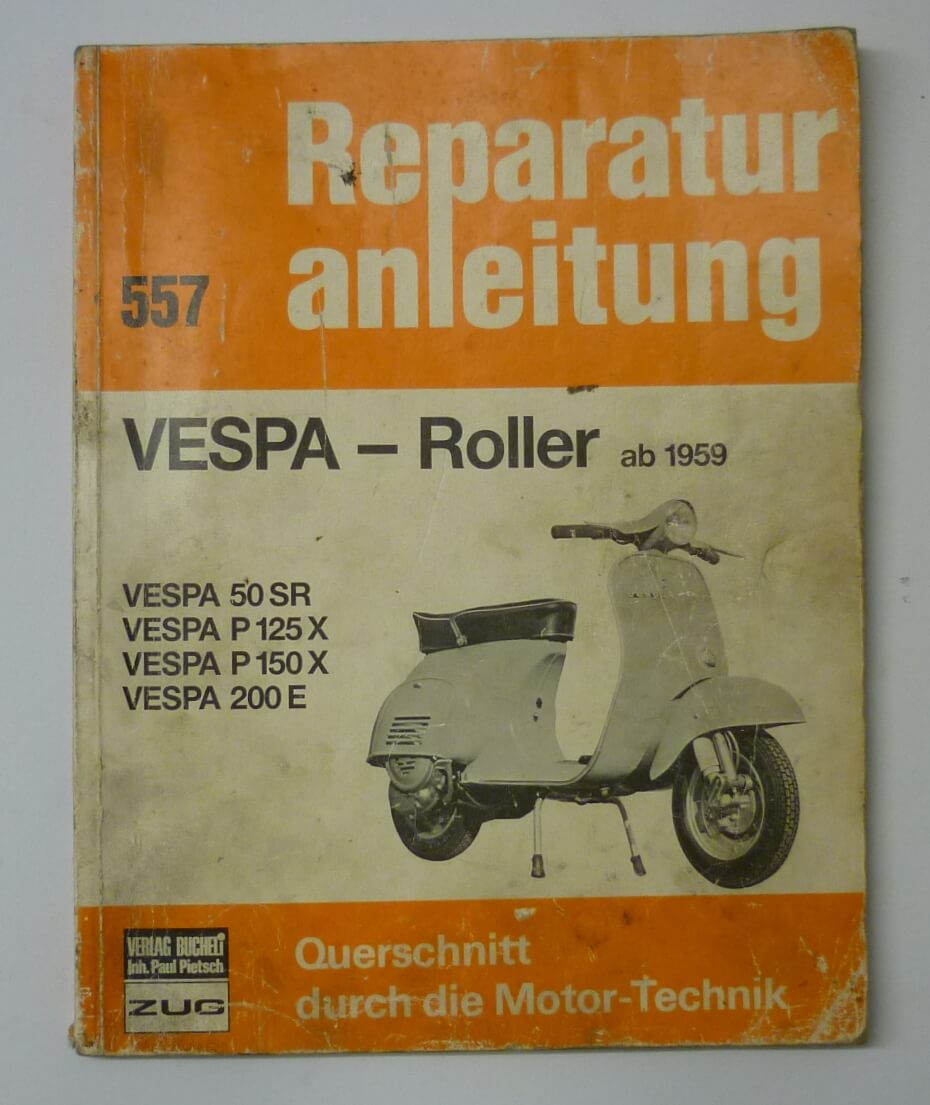 Reparatur
anleitung
557
VESPA – Roller ab 1959
VESPA 50 SR
VESPA P 125 X
VESPA P 150 X
VESPA 200 E
VERLAG BUCHELI
Inh. Paul Pietsch
ZUG
Querschnitt
durch die Motor-Technik